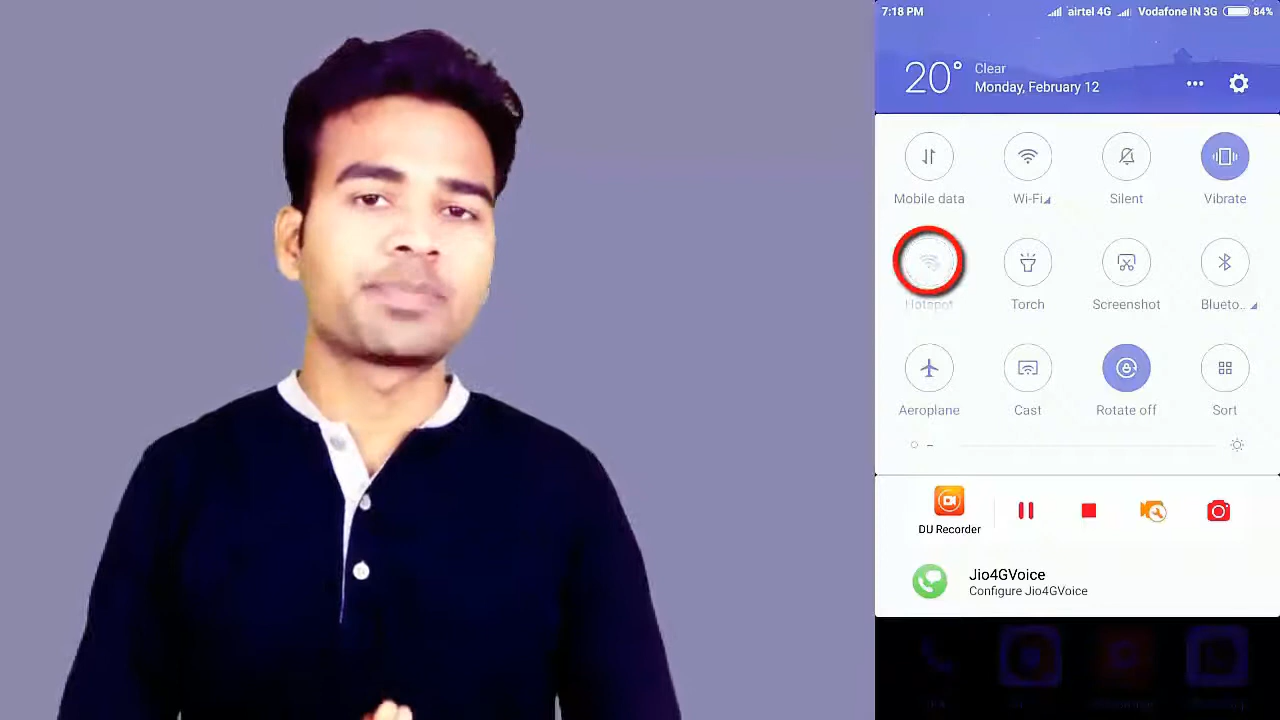 7:18 PM airtel 4G Vodafone IN 3G 84%
20° Clear
Monday, February 12
Mobile data Wi-Fi Silent Vibrate
Hotspot Torch Screenshot Blueto..
Aeroplane Cast Rotate off Sort
DU Recorder
Jio4GVoice
Configure Jio4GVoice